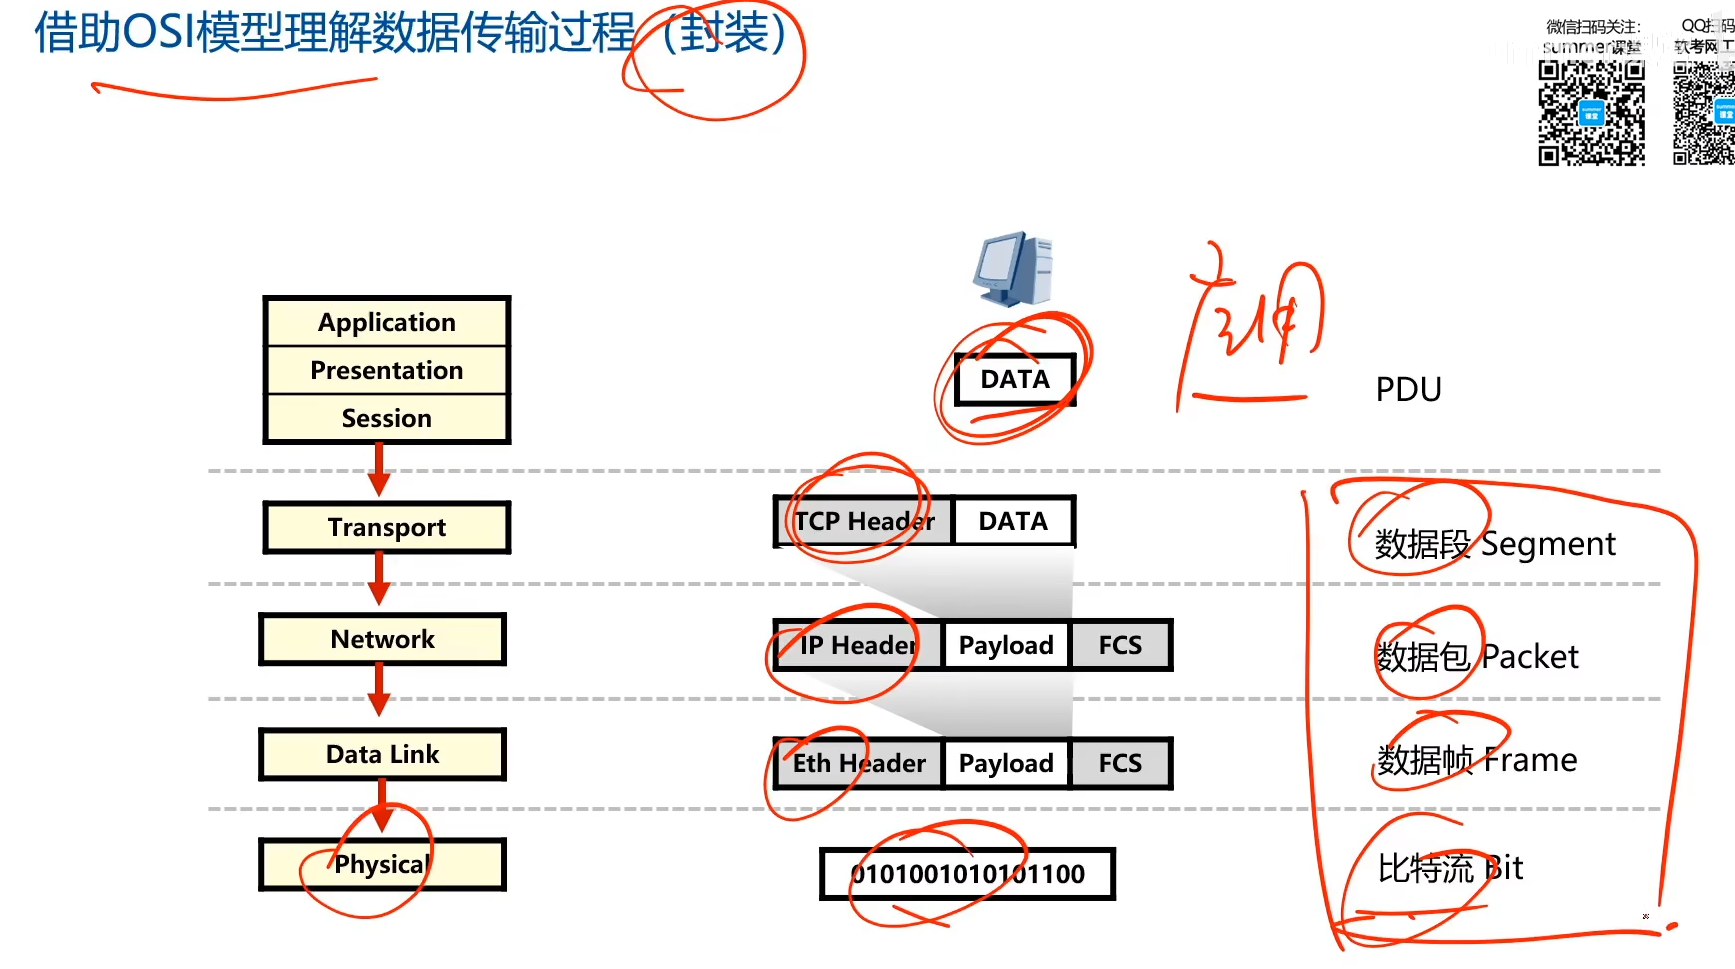 借助OSI模型理解数据传输过程（封装）
微信扫码关注：
summer课堂
QQ扫码
软考网工
Application
Presentation
Session
DATA
应用
PDU
Transport
TCP Header DATA
数据段 Segment
Network
IP Header Payload FCS
数据包 Packet
Data Link
Eth Header Payload FCS
数据帧 Frame
Physical
0101001010101100
比特流 Bit